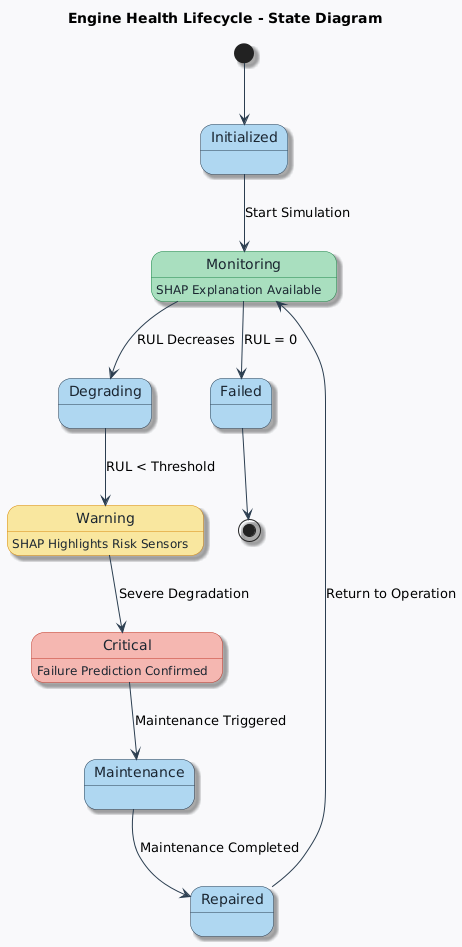 Engine Health Lifecycle - State Diagram
Initialized
Start Simulation
Monitoring
SHAP Explanation Available
RUL Decreases
RUL = 0
Degrading
Failed
RUL < Threshold
Warning
SHAP Highlights Risk Sensors
Severe Degradation
Return to Operation
Critical
Failure Prediction Confirmed
Maintenance Triggered
Maintenance
Maintenance Completed
Repaired